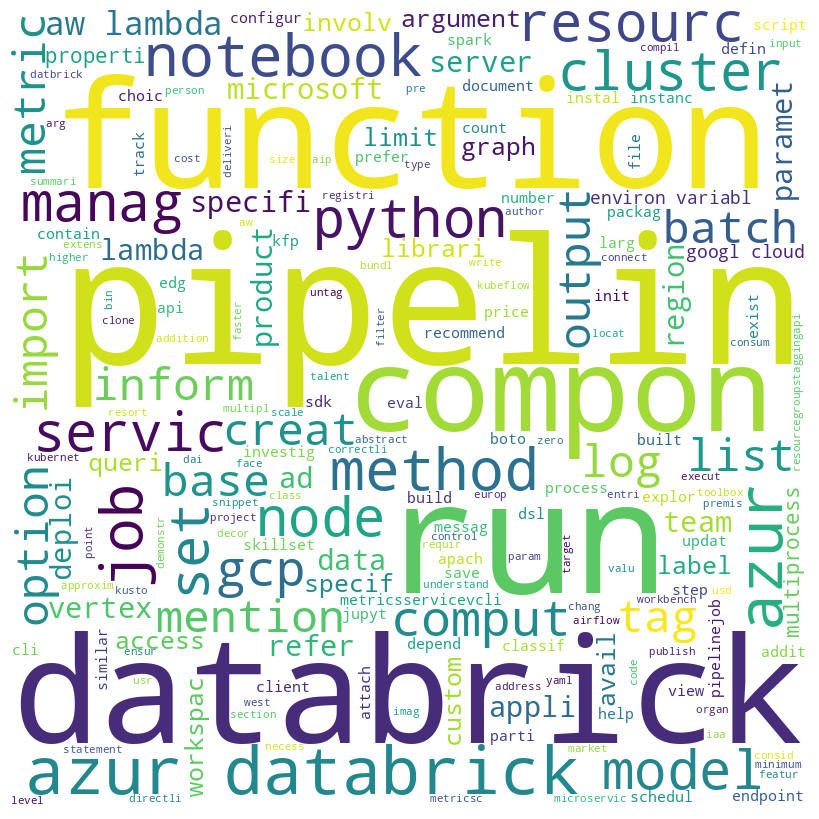 aw lambda
configur
involv
argument
resourc
script
properti
notebook
spark
compil
defin
input
datbrick
metric
person
microsoft
pre
server
document
cluster
choic
instal
instanc
arg
function
track
cost
deliveri
size
aip
limit
prefer
count
type
graph
file
paramet
summari
manag
specifi
registri
python
aw
number
author
environ variabl
packag
batch
contain
extens
higher
lambda
kfp
librari
output
larg
connect
googl cloud
import
edg
api
bin
clone
product
pipelin
untag
bundl
write
kubeflow
price
init
region
exist
consum
addition
faster
filter
recommend
locat
inform
talent
compon
resourcegroupstaggingapi
resort
multipl
scale
sdk
eval
servic
creat
abstract
boto
zero
built
log
list
kubernet
queri
dai
investig
face
correctli
method
execut
option
deploi
job
base
snippet
class
ad
build
europ
process
entri
explor
toolbox
premis
azur
set
project
decor
node
messag
control
dsl
team
updat
multiprocess
point
demonstr
skillset
data
apach
requir
param
target
label
approxim
kusto
gcp
specif
save
understand
valu
step
usd
vertex
mention
metricsservicevcli
jupyt
comput
chang
airflow
workbench
tag
pipelinejob
cli
ensur
access
refer
depend
classif
code
publish
addit
similar
usr
run
databrick
workspac
client
attach
custom
address
yaml
avail
view
organ
west
section
imag
appli
help
iaa
statement
necess
parti
market
consid
minimum
azur databrick
model
featur
level
directli
metricsc
microservic
schedul
endpoint